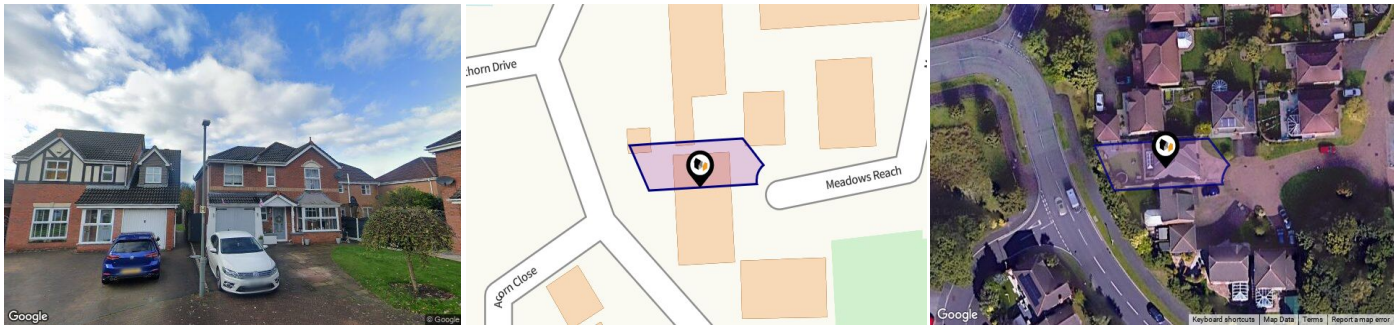 Google
© Google
thorn Drive
Meadows Reach
Acorn Close
Google
Keyboard shortcuts
Map Data
Terms
Report a map error